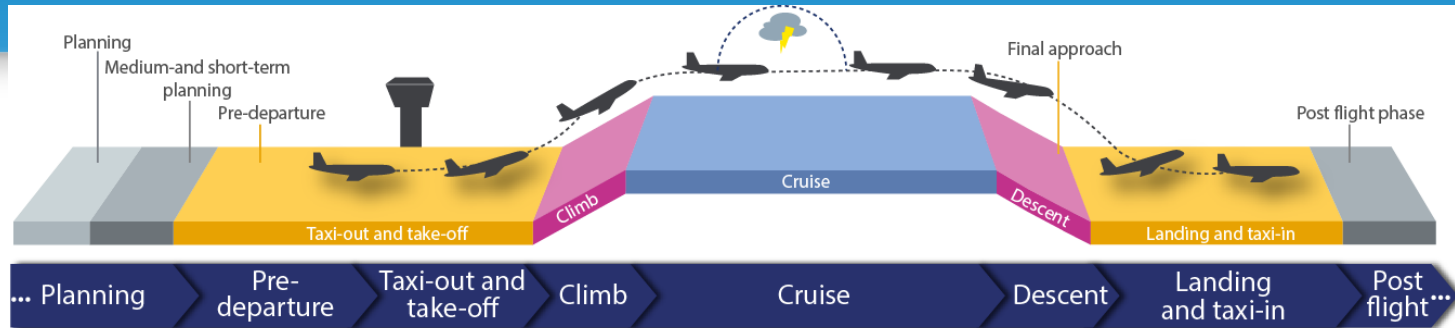 Planning
Medium-and short-term
planning
Pre-departure
Final approach
Post flight phase
Taxi-out and take-off
Climb
Cruise
Descent
Landing and taxi-in
... Planning
Pre-
departure
Taxi-out and
take-off
Climb
Cruise
Descent
Landing
and taxi-in
Post
flight ...